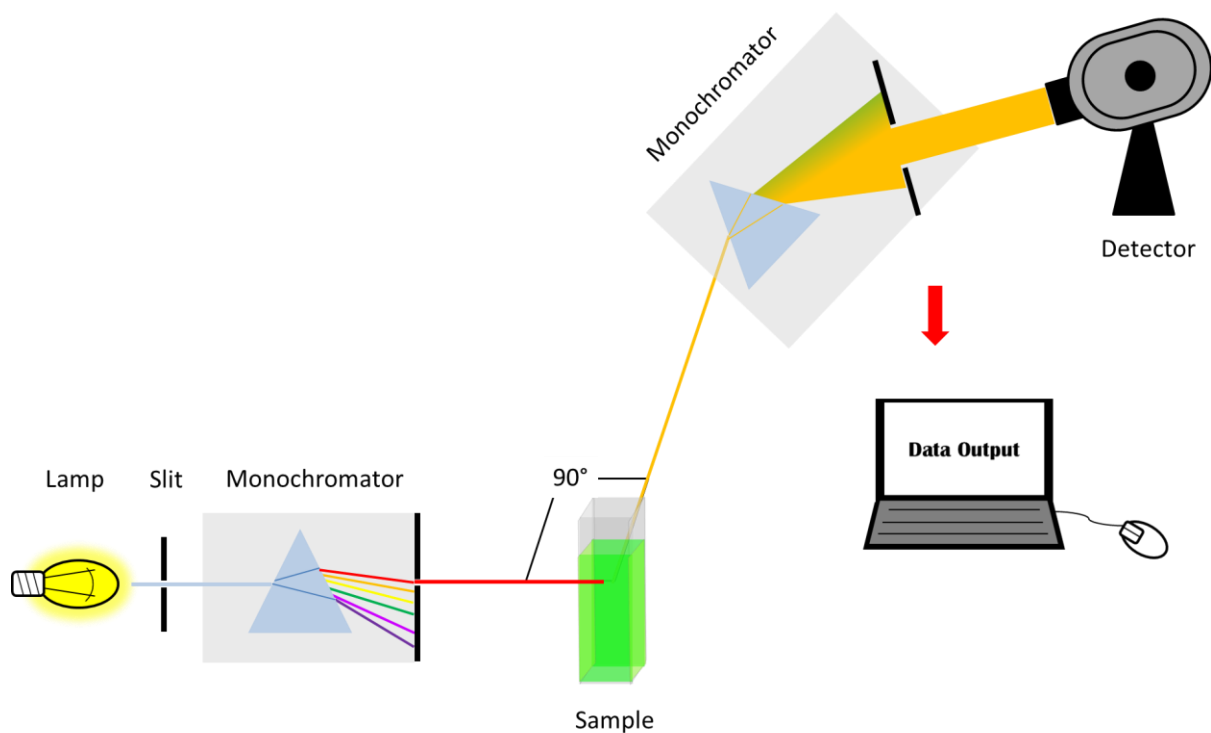 Monochromator
Detector
Data Output
Lamp
Slit
Monochromator
90°
Sample